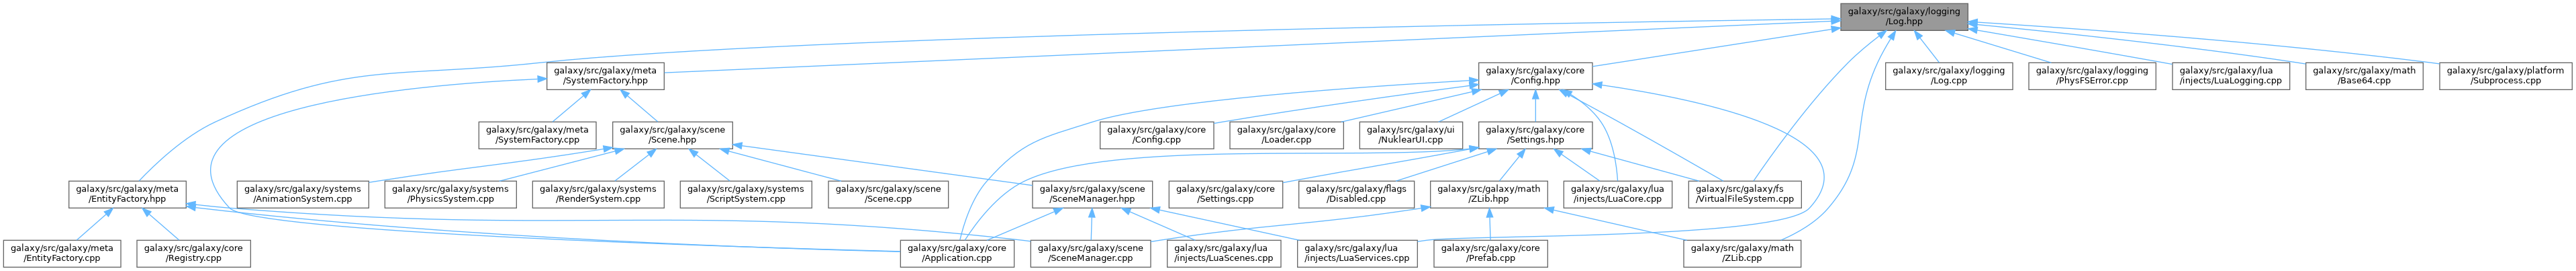 galaxy/src/galaxy/logging
/Log.hpp
galaxy/src/galaxy/meta
/SystemFactory.hpp
galaxy/src/galaxy/core
/Config.hpp
galaxy/src/galaxy/logging
/Log.cpp
galaxy/src/galaxy/logging
/PhysFSError.cpp
galaxy/src/galaxy/lua
/injects/LuaLogging.cpp
galaxy/src/galaxy/math
/Base64.cpp
galaxy/src/galaxy/platform
/Subprocess.cpp
galaxy/src/galaxy/meta
/SystemFactory.cpp
galaxy/src/galaxy/scene
/Scene.hpp
galaxy/src/galaxy/core
/Config.cpp
galaxy/src/galaxy/core
/Loader.cpp
galaxy/src/galaxy/ui
/NuklearUI.cpp
galaxy/src/galaxy/core
/Settings.hpp
galaxy/src/galaxy/meta
/EntityFactory.hpp
galaxy/src/galaxy/systems
/AnimationSystem.cpp
galaxy/src/galaxy/systems
/PhysicsSystem.cpp
galaxy/src/galaxy/systems
/RenderSystem.cpp
galaxy/src/galaxy/systems
/ScriptSystem.cpp
galaxy/src/galaxy/scene
/Scene.cpp
galaxy/src/galaxy/scene
/SceneManager.hpp
galaxy/src/galaxy/core
/Settings.cpp
galaxy/src/galaxy/flags
/Disabled.cpp
galaxy/src/galaxy/math
/ZLib.hpp
galaxy/src/galaxy/lua
/injects/LuaCore.cpp
galaxy/src/galaxy/fs
/VirtualFileSystem.cpp
galaxy/src/galaxy/meta
/EntityFactory.cpp
galaxy/src/galaxy/core
/Registry.cpp
galaxy/src/galaxy/core
/Application.cpp
galaxy/src/galaxy/scene
/SceneManager.cpp
galaxy/src/galaxy/lua
/injects/LuaScenes.cpp
galaxy/src/galaxy/lua
/injects/LuaServices.cpp
galaxy/src/galaxy/core
/Prefab.cpp
galaxy/src/galaxy/math
/ZLib.cpp